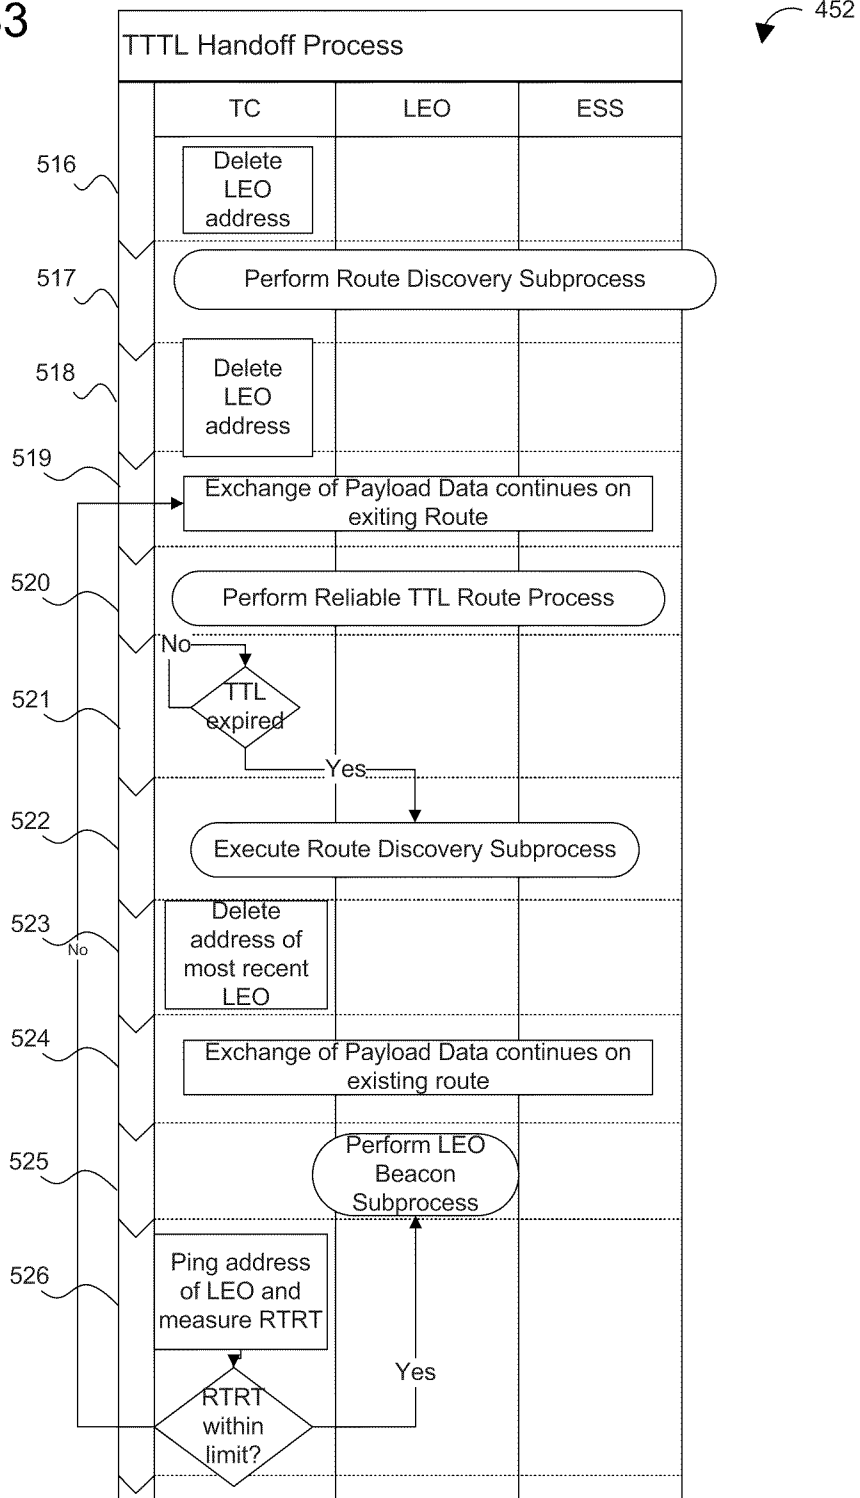 33
452
TTTL Handoff Process
TC
LEO
ESS
516
Delete
LEO
address
517
Perform Route Discovery Subprocess
518
Delete
LEO
address
519
Exchange of Payload Data continues on
exiting Route
520
Perform Reliable TTL Route Process
No
521
TTL
expired
Yes
522
Execute Route Discovery Subprocess
523
Delete
address of
most recent
LEO
No
524
Exchange of Payload Data continues on
existing route
525
Perform LEO
Beacon
Subprocess
526
Ping address
of LEO and
measure RTRT
Yes
RTRT
within
limit?